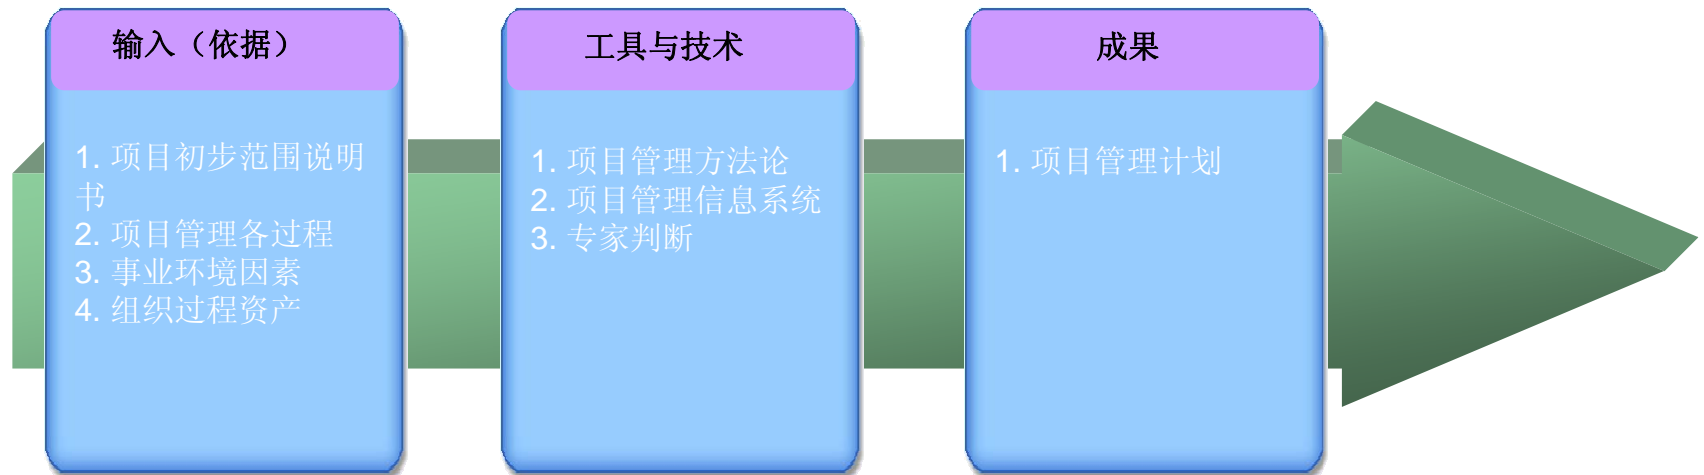 输入（依据）
1. 项目初步范围说明
书
2. 项目管理各过程
3. 事业环境因素
4. 组织过程资产
工具与技术
1. 项目管理方法论
2. 项目管理信息系统
3. 专家判断
成果
1. 项目管理计划